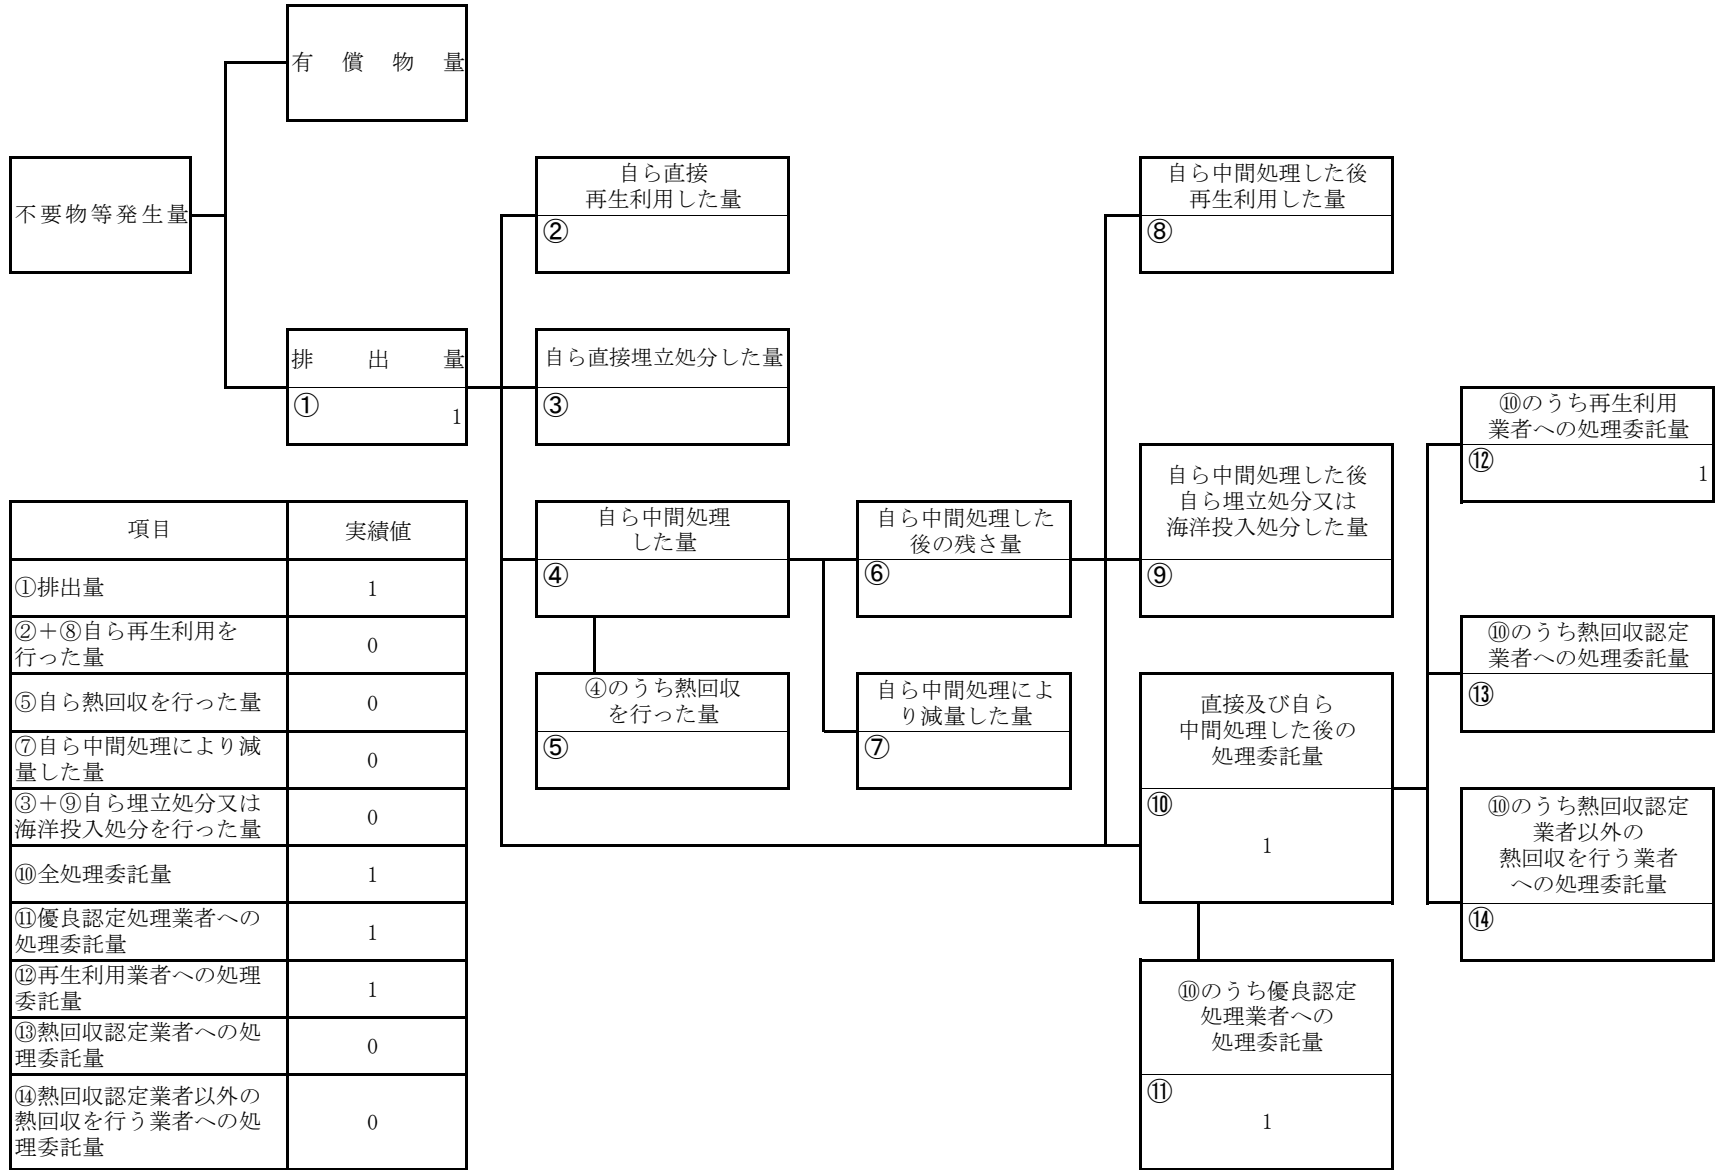 有償物量
不要物等発生量
排出量
①
1
自ら直接
再生利用した量
②
自ら直接埋立処分した量
③
自ら中間処理
した量
④
④のうち熱回収
を行った量
⑤
自ら中間処理した
後の残さ量
⑥
自ら中間処理によ
り減量した量
⑦
自ら中間処理した後
再生利用した量
⑧
自ら中間処理した後
自ら埋立処分又は
海洋投入処分した量
⑨
直接及び自ら
中間処理した後の
処理委託量
⑩
1
⑩のうち優良認定
処理業者への
処理委託量
⑪
1
⑩のうち再生利用
業者への処理委託量
⑫
1
⑩のうち熱回収認定
業者への処理委託量
⑬
⑩のうち熱回収認定
業者以外の
熱回収を行う業者
への処理委託量
⑭
項目 実績値
①排出量 1
②＋⑧自ら再生利用を
行った量 0
⑤自ら熱回収を行った量 0
⑦自ら中間処理により減
量した量 0
③＋⑨自ら埋立処分又は
海洋投入処分を行った量 0
⑩全処理委託量 1
⑪優良認定処理業者への
処理委託量 1
⑫再生利用業者への処理
委託量 1
⑬熱回収認定業者への処
理委託量 0
⑭熱回収認定業者以外の
熱回収を行う業者への処
理委託量 0